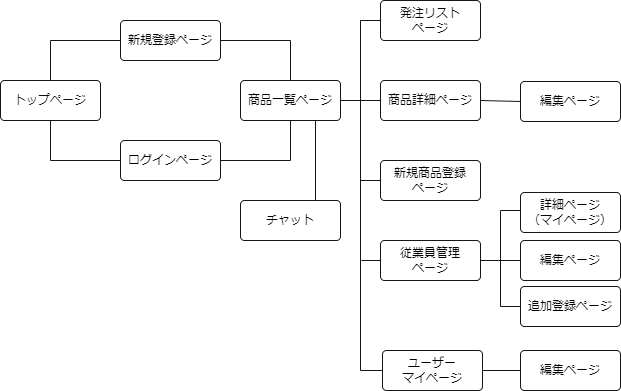 新規登録ページ
トップページ
ログインページ
商品一覧ページ
チャット
発注リスト
ページ
商品詳細ページ
編集ページ
新規商品登録
ページ
従業員管理
ページ
詳細ページ
（マイページ）
編集ページ
追加登録ページ
ユーザー
マイページ
編集ページ